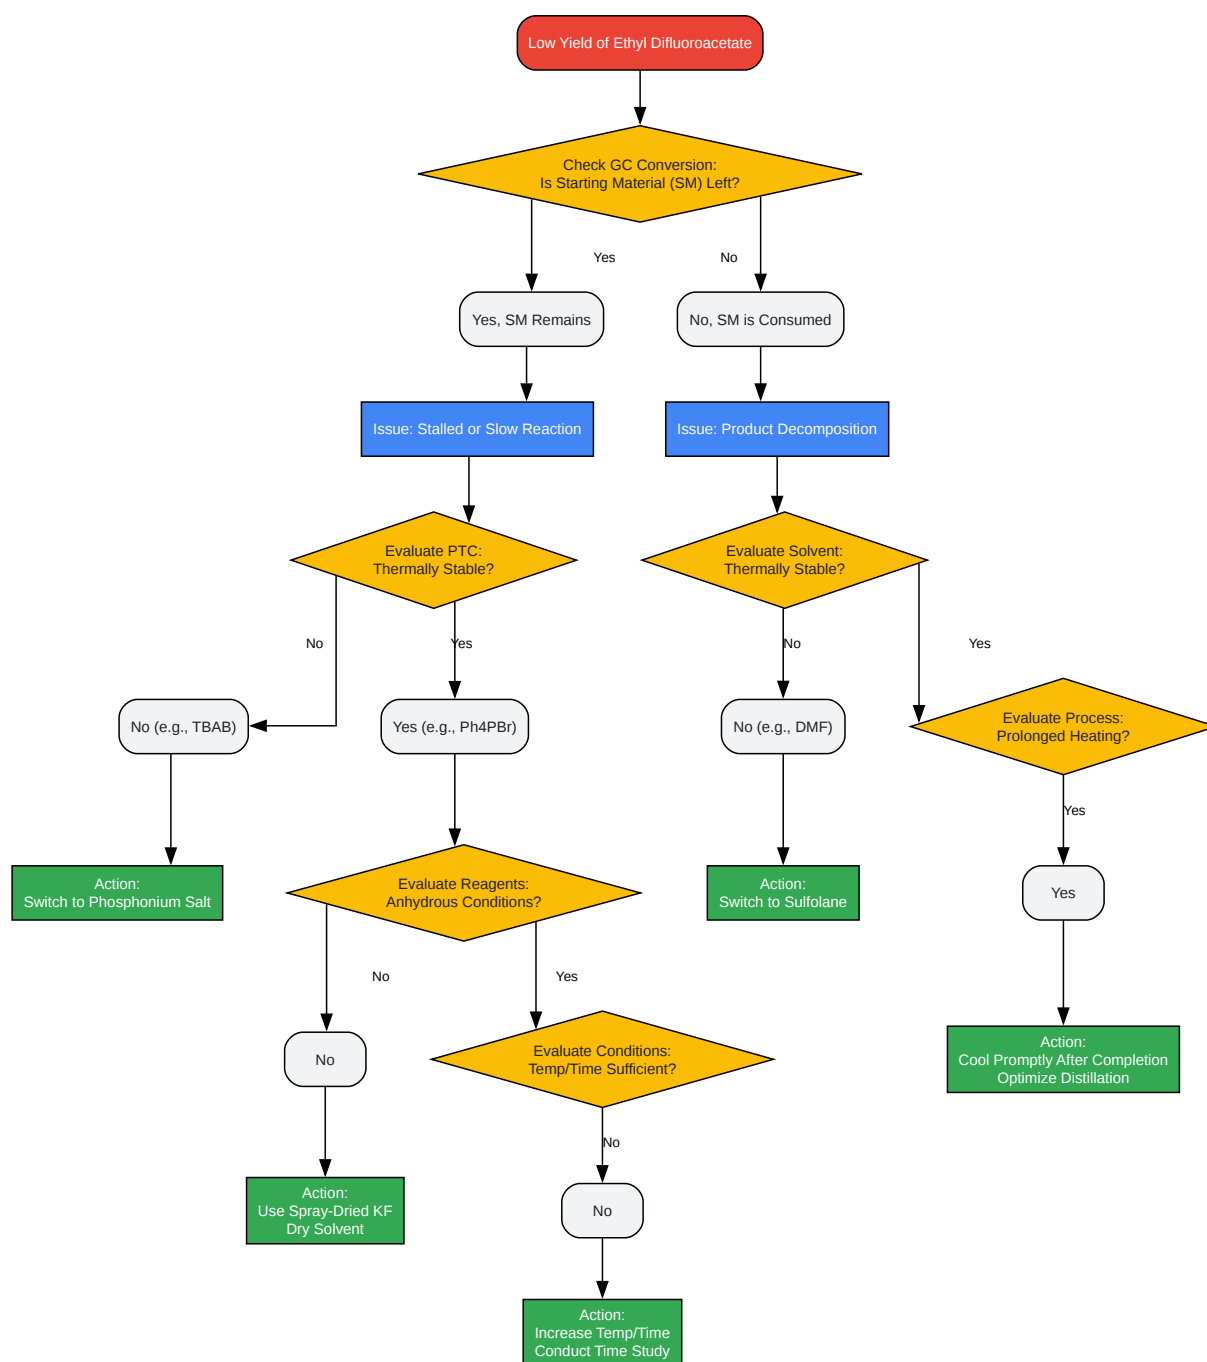 Low Yield of Ethyl Difluoroacetate
Check GC Conversion:
Is Starting Material (SM) Left?
Yes
No
Yes, SM Remains
No, SM is Consumed
Issue: Stalled or Slow Reaction
Issue: Product Decomposition
Evaluate PTC:
Thermally Stable?
Evaluate Solvent:
Thermally Stable?
No
Yes
No
Yes
No (e.g., TBAB)
Yes (e.g., Ph4PBr)
No (e.g., DMF)
Evaluate Process:
Prolonged Heating?
Yes
Action:
Switch to Phosphonium Salt
Evaluate Reagents:
Anhydrous Conditions?
Action:
Switch to Sulfolane
Yes
No
Yes
No
Evaluate Conditions:
Temp/Time Sufficient?
Action:
Cool Promptly After Completion
Optimize Distillation
No
Action:
Use Spray-Dried KF
Dry Solvent
No
Action:
Increase Temp/Time
Conduct Time Study